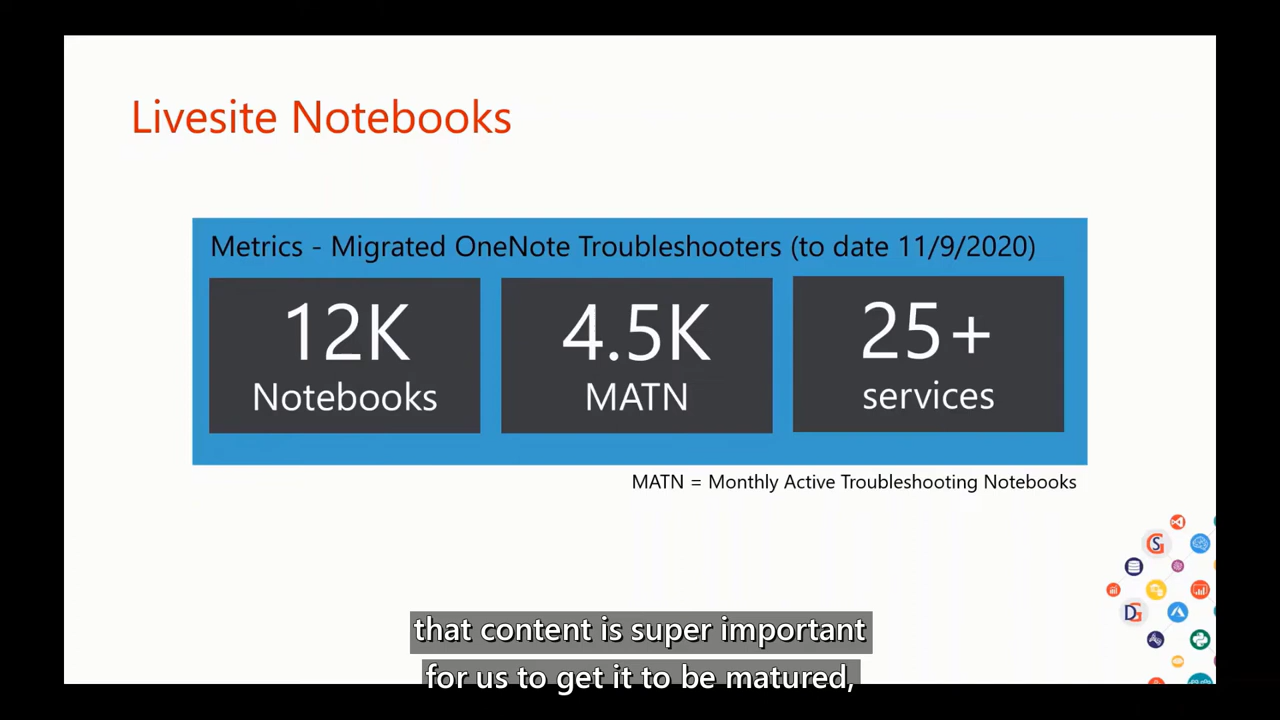 Livesite Notebooks
Metrics - Migrated OneNote Troubleshooters (to date 11/9/2020)
12K
Notebooks
4.5K
MATN
25+
services
MATN = Monthly Active Troubleshooting Notebooks
that content is super important
for us to get it to be matured,